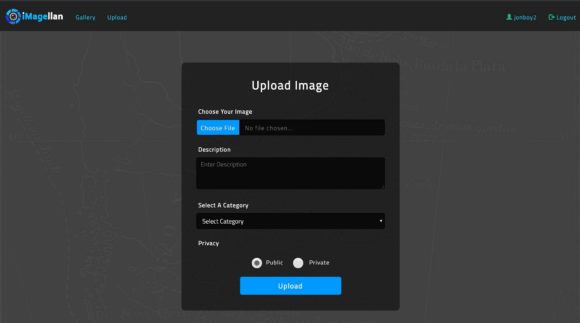 iMagellan Gallery Upload jonboy2 Logout
Upload Image
Choose Your Image
Choose File No file chosen...
Description
Enter Description
Select A Category
Select Category
Privacy
Public Private
Upload